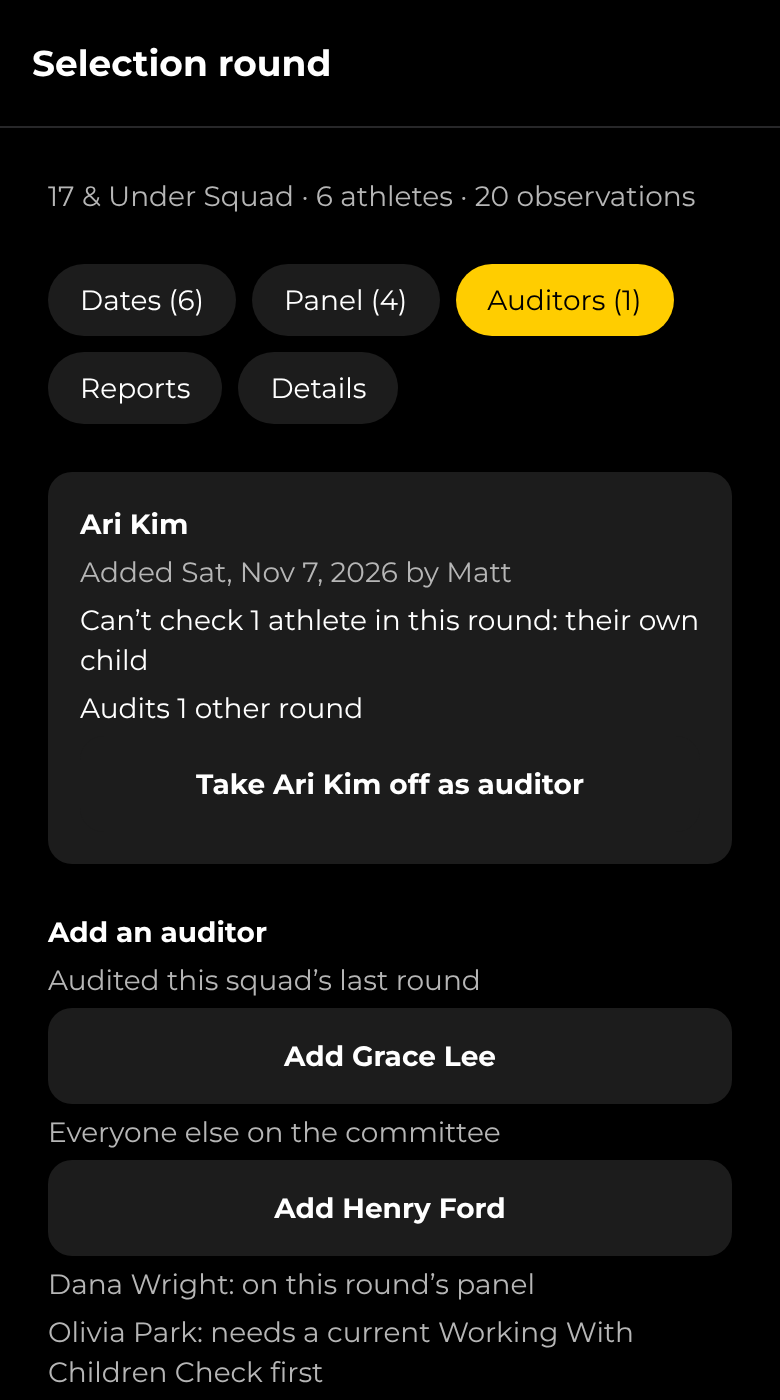 Selection round
17 & Under Squad · 6 athletes · 20 observations
Dates (6)
Panel (4)
Auditors (1)
Reports
Details
Ari Kim
Added Sat, Nov 7, 2026 by Matt
Can’t check 1 athlete in this round: their own
child
Audits 1 other round
Take Ari Kim off as auditor
Add an auditor
Audited this squad’s last round
Add Grace Lee
Everyone else on the committee
Add Henry Ford
Dana Wright: on this round’s panel
Olivia Park: needs a current Working With
Children Check first